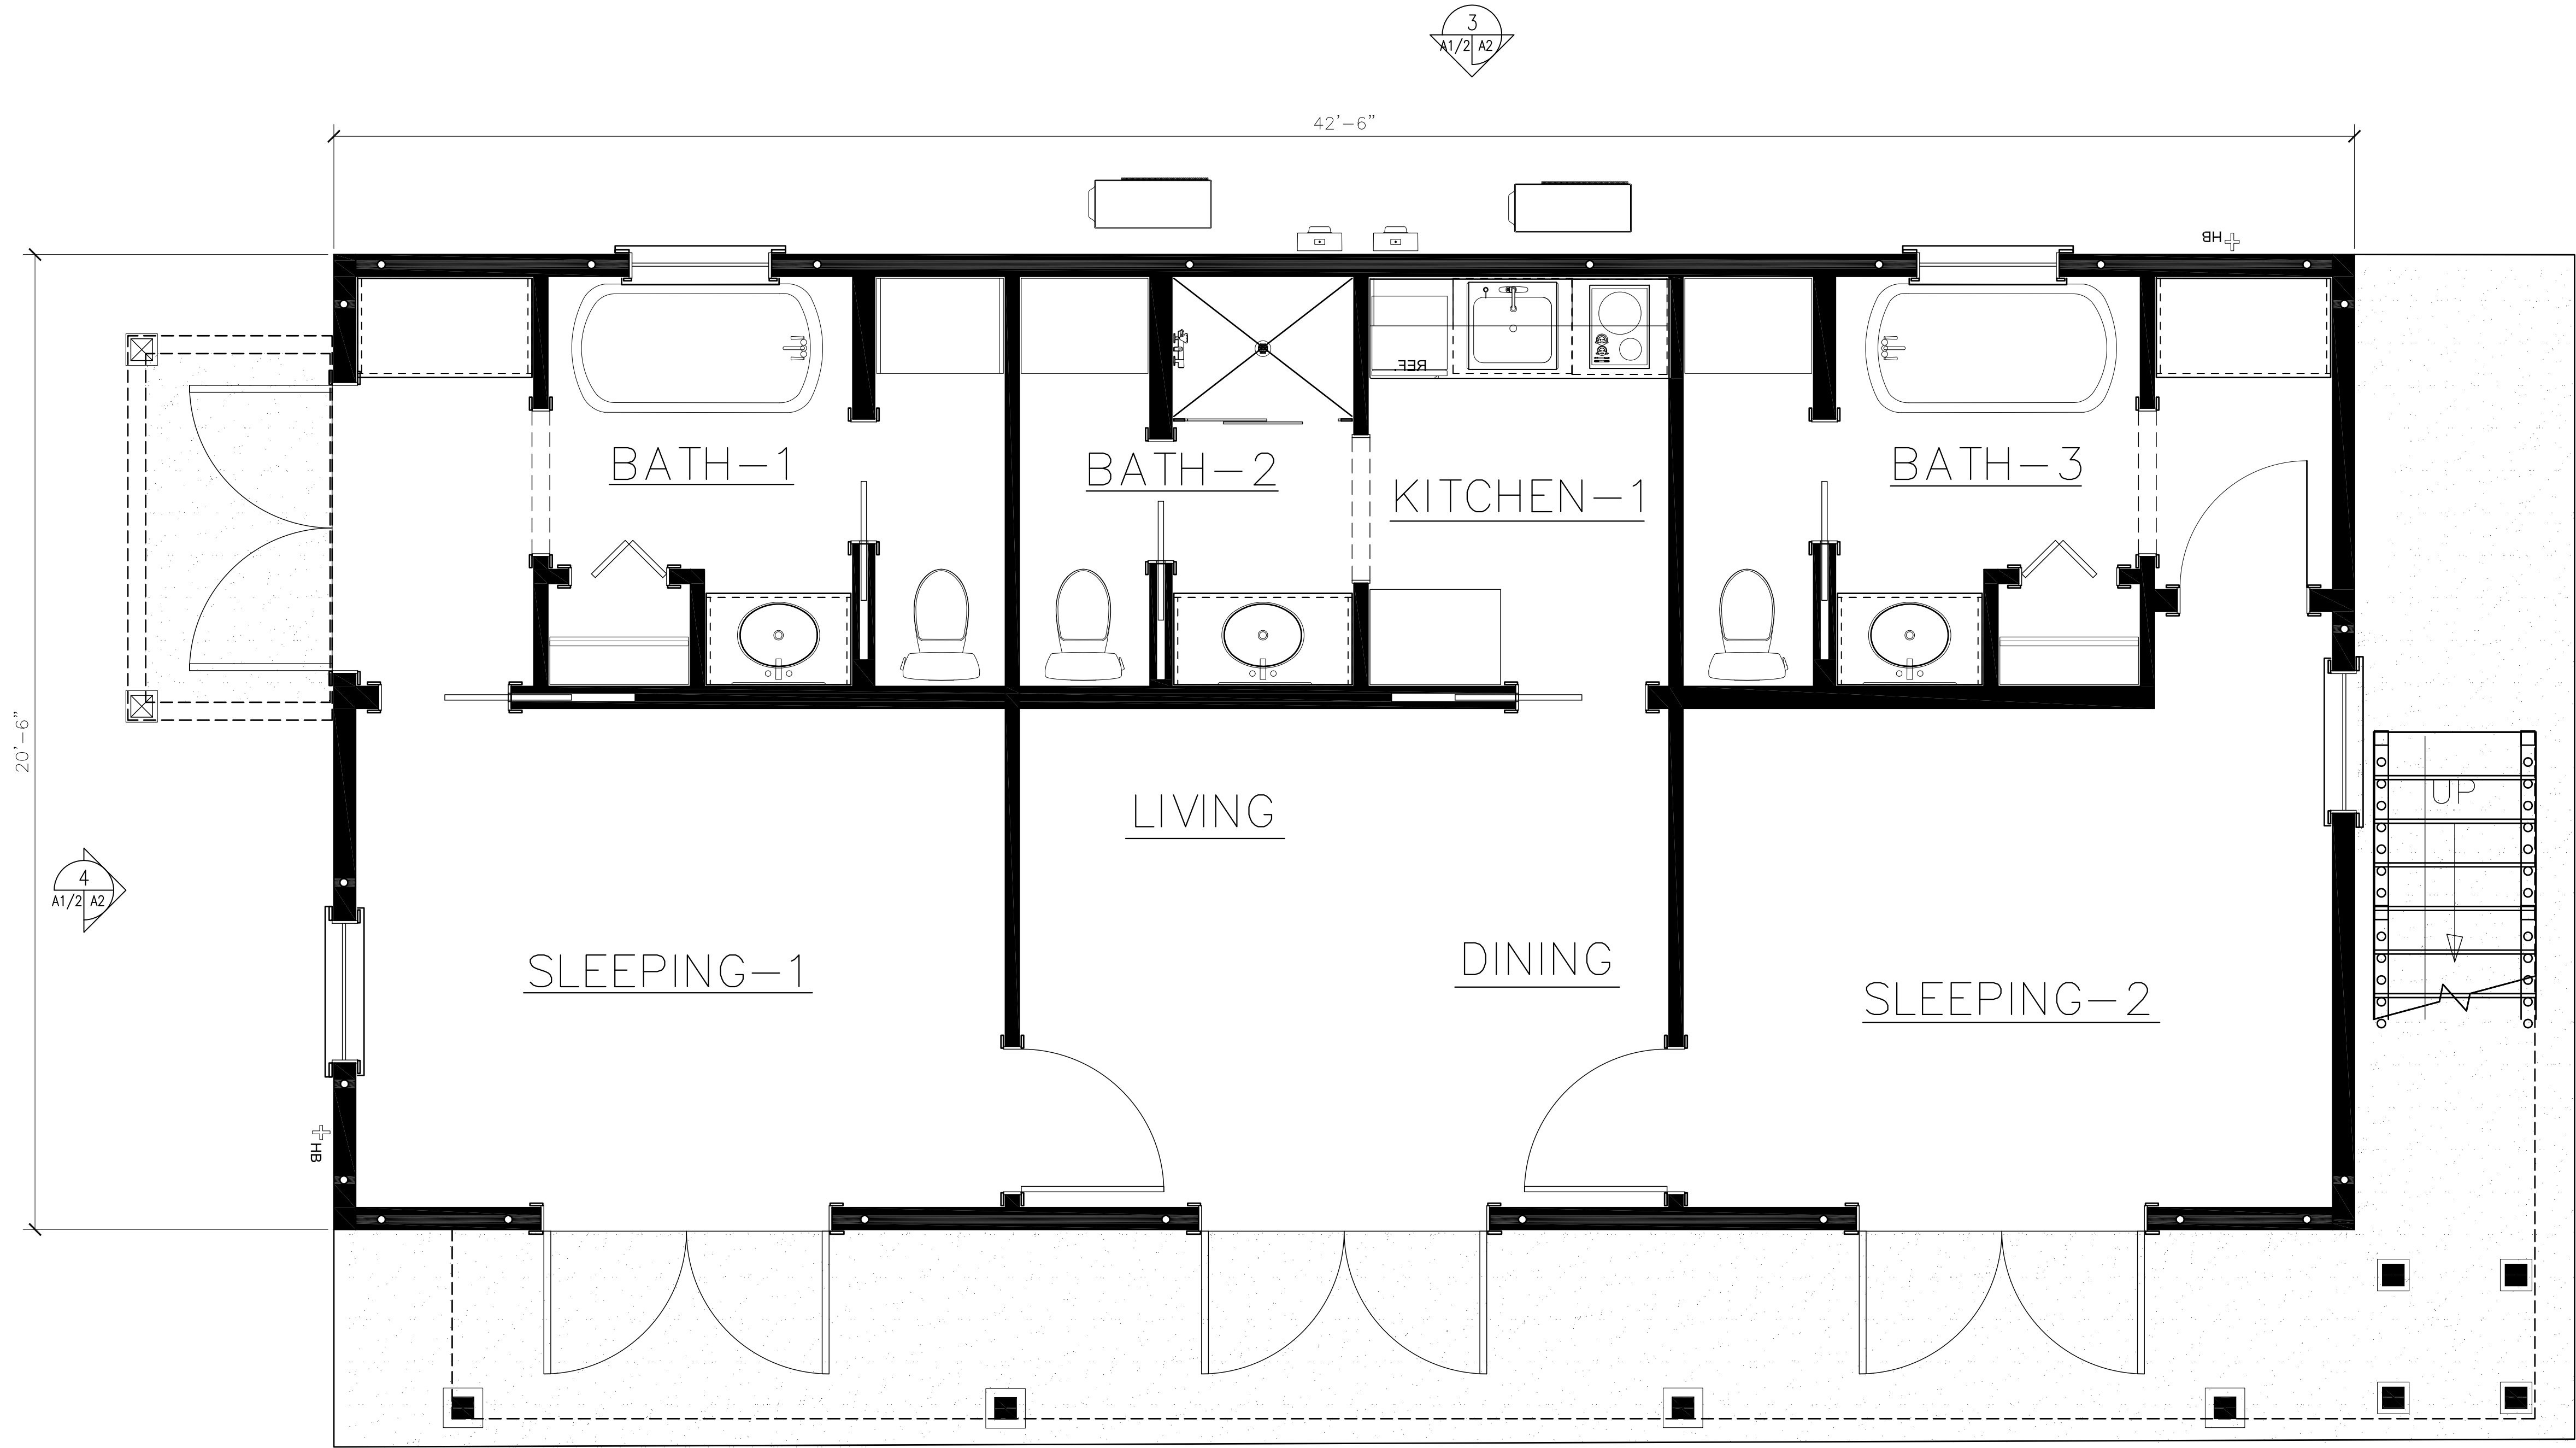 3
A1/2 A2
42'-6"
HB
REF.
BATH-1
BATH-2
BATH-3
KITCHEN-1
20'-6"
UP
LIVING
4
A1/2 A2
DINING
SLEEPING-1
SLEEPING-2
HB